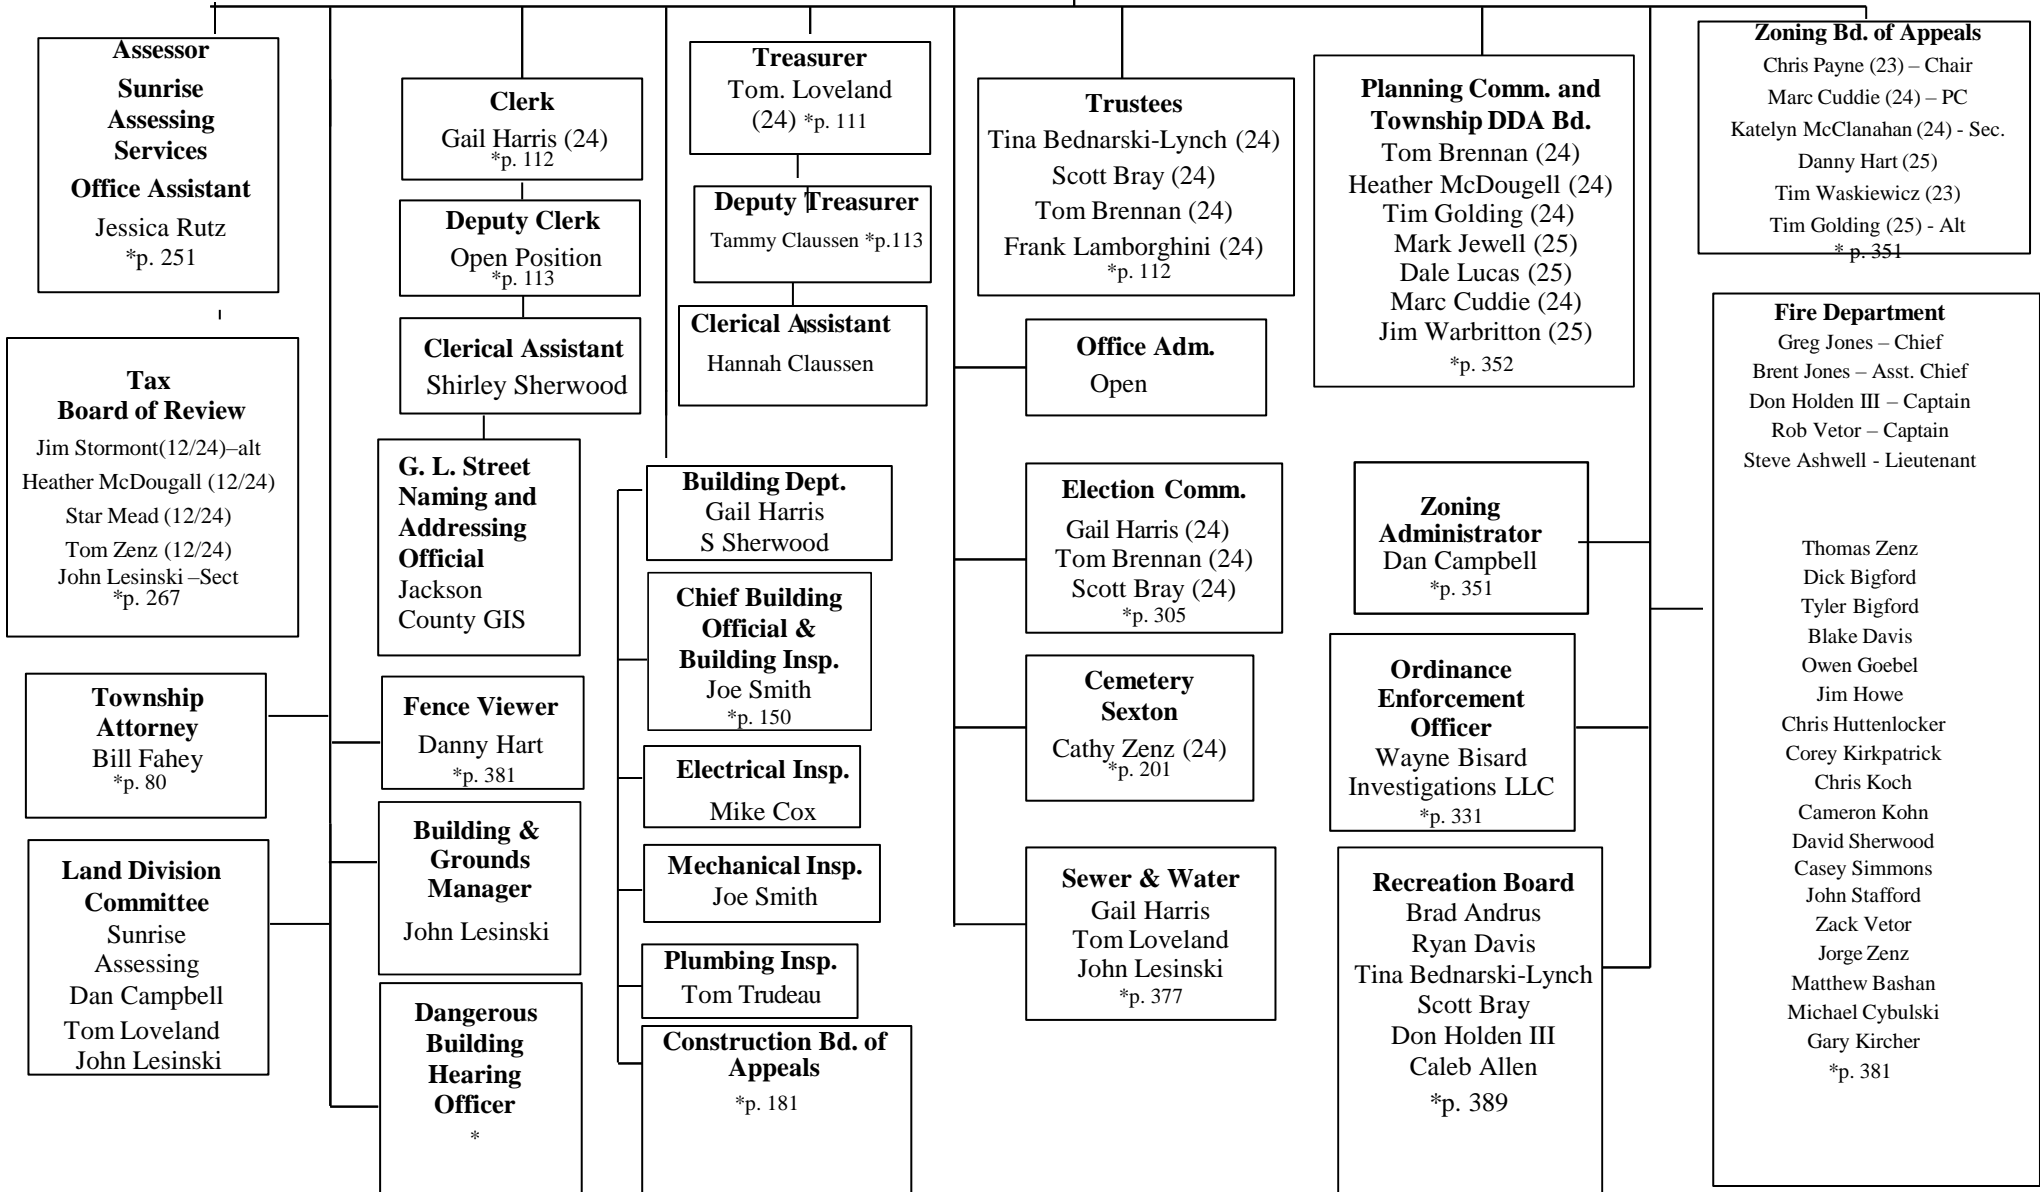 Assessor
Sunrise
Assessing
Services
Office Assistant
Jessica Rutz
*p. 251
Tax
Board of Review
Jim Stormont(12/24)–alt
Heather McDougall (12/24)
Star Mead (12/24)
Tom Zenz (12/24)
John Lesinski –Sect
*p. 267
Township
Attorney
Bill Fahey
*p. 80
Land Division
Committee
Sunrise
Assessing
Dan Campbell
Tom Loveland
John Lesinski
Clerk
Gail Harris (24)
*p. 112
Deputy Clerk
Open Position
*p. 113
Clerical Assistant
Shirley Sherwood
G. L. Street
Naming and
Addressing
Official
Jackson
County GIS
Fence Viewer
Danny Hart
*p. 381
Building &
Grounds
Manager
John Lesinski
Dangerous
Building
Hearing
Officer
*
Treasurer
Tom. Loveland
(24) *p. 111
Deputy Treasurer
Tammy Claussen *p.113
Clerical Assistant
Hannah Claussen
Building Dept.
Gail Harris
S Sherwood
Chief Building
Official &
Building Insp.
Joe Smith
*p. 150
Electrical Insp.
Mike Cox
Mechanical Insp.
Joe Smith
Plumbing Insp.
Tom Trudeau
Construction Bd. of
Appeals
*p. 181
Trustees
Tina Bednarski-Lynch (24)
Scott Bray (24)
Tom Brennan (24)
Frank Lamborghini (24)
*p. 112
Office Adm.
Open
Election Comm.
Gail Harris (24)
Tom Brennan (24)
Scott Bray (24)
*p. 305
Cemetery
Sexton
Cathy Zenz (24)
*p. 201
Sewer & Water
Gail Harris
Tom Loveland
John Lesinski
*p. 377
Planning Comm. and
Township DDA Bd.
Tom Brennan (24)
Heather McDougell (24)
Tim Golding (24)
Mark Jewell (25)
Dale Lucas (25)
Marc Cuddie (24)
Jim Warbritton (25)
*p. 352
Zoning
Administrator
Dan Campbell
*p. 351
Ordinance
Enforcement
Officer
Wayne Bisard
Investigations LLC
*p. 331
Recreation Board
Brad Andrus
Ryan Davis
Tina Bednarski-Lynch
Scott Bray
Don Holden III
Caleb Allen
*p. 389
Zoning Bd. of Appeals
Chris Payne (23) – Chair
Marc Cuddie (24) – PC
Katelyn McClanahan (24) - Sec.
Danny Hart (25)
Tim Waskiewicz (23)
Tim Golding (25) - Alt
* p. 351
Fire Department
Greg Jones – Chief
Brent Jones – Asst. Chief
Don Holden III – Captain
Rob Vetor – Captain
Steve Ashwell - Lieutenant
Thomas Zenz
Dick Bigford
Tyler Bigford
Blake Davis
Owen Goebel
Jim Howe
Chris Huttenlocker
Corey Kirkpatrick
Chris Koch
Cameron Kohn
David Sherwood
Casey Simmons
John Stafford
Zack Vetor
Jorge Zenz
Matthew Bashan
Michael Cybulski
Gary Kircher
*p. 381